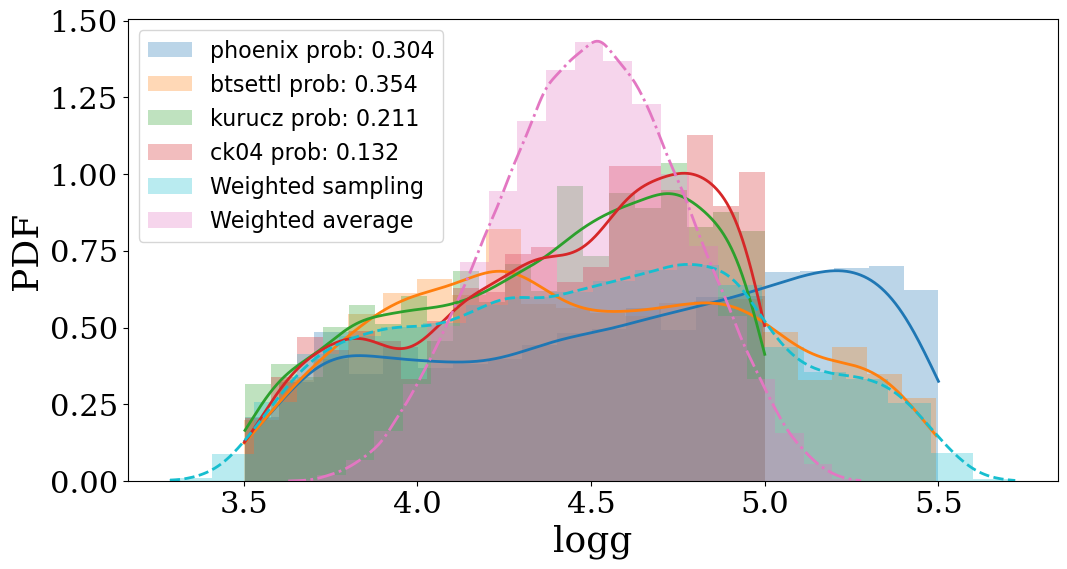 1.50
1.25
1.00
0.75
0.50
0.25
0.00
PDF
phoenix prob: 0.304
btsettl prob: 0.354
kurucz prob: 0.211
ck04 prob: 0.132
Weighted sampling
Weighted average
3.5 4.0 4.5 5.0 5.5
logg